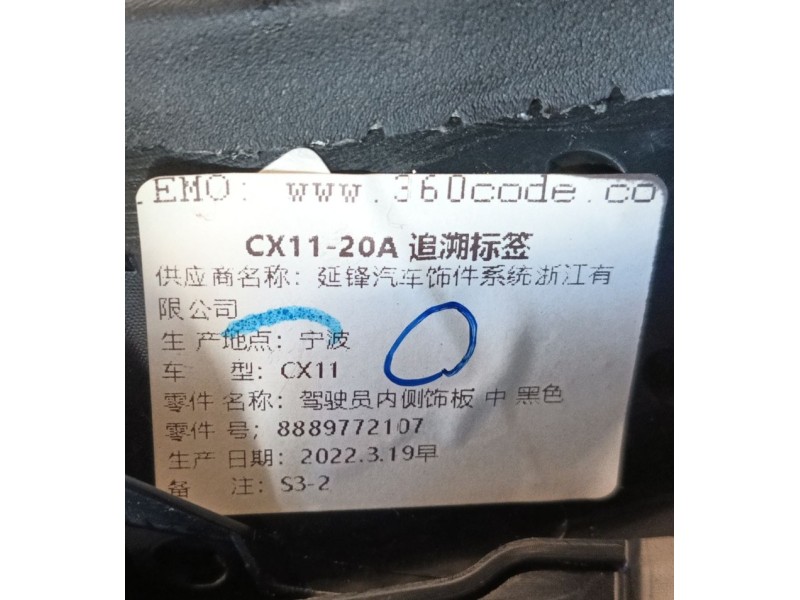 EMO: www.360code.co
CX11-20A 追溯标签
供应商名称: 延锋汽车饰件系统浙江有
限公司
生 产地点: 宁波
车 型: CX11
零件 名称: 驾驶员内侧饰板 中 黑色
零件 号; 8889772107
生产 日期: 2022.3.19早
备 注: S3-2